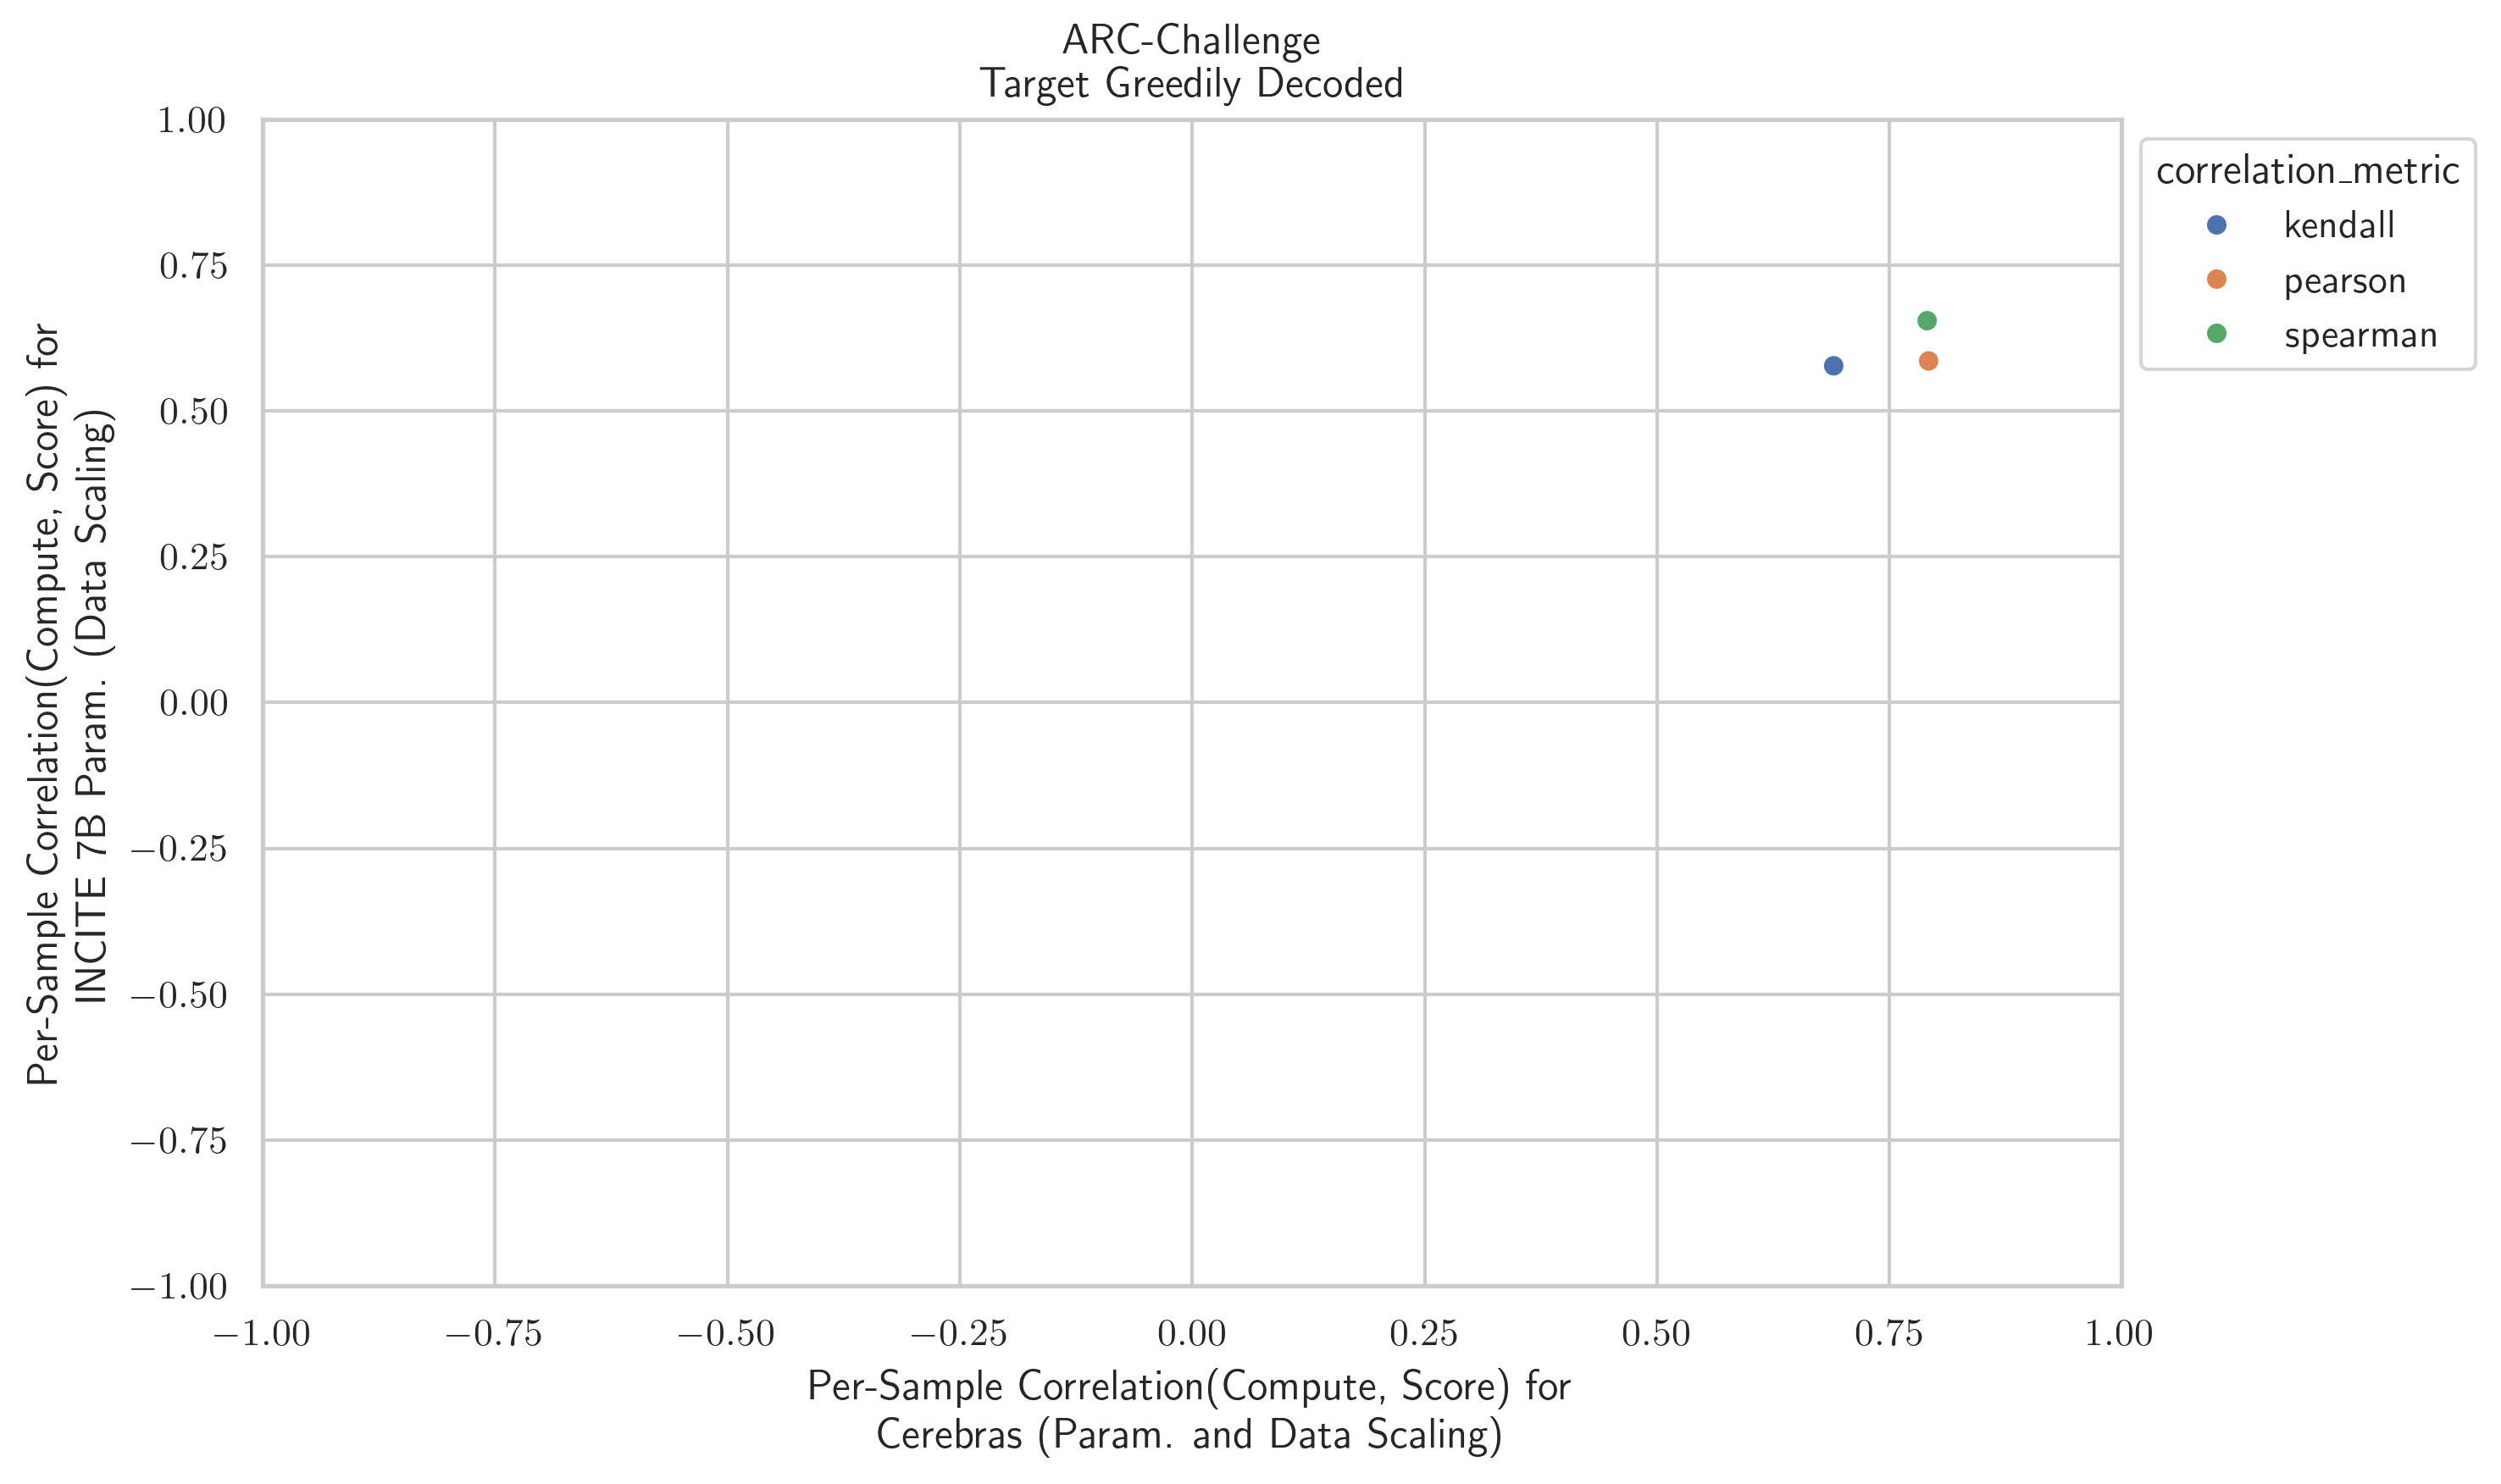 ARC-Challenge
Target Greedily Decoded
1.00
0.75
0.50
0.25
0.00
−0.25
−0.50
−0.75
−1.00
Per-Sample Correlation(Compute, Score) for
INCITE 7B Param. (Data Scaling)
correlation_metric
kendall
pearson
spearman
−1.00 −0.75 −0.50 −0.25 0.00 0.25 0.50 0.75 1.00
Per-Sample Correlation(Compute, Score) for
Cerebras (Param. and Data Scaling)